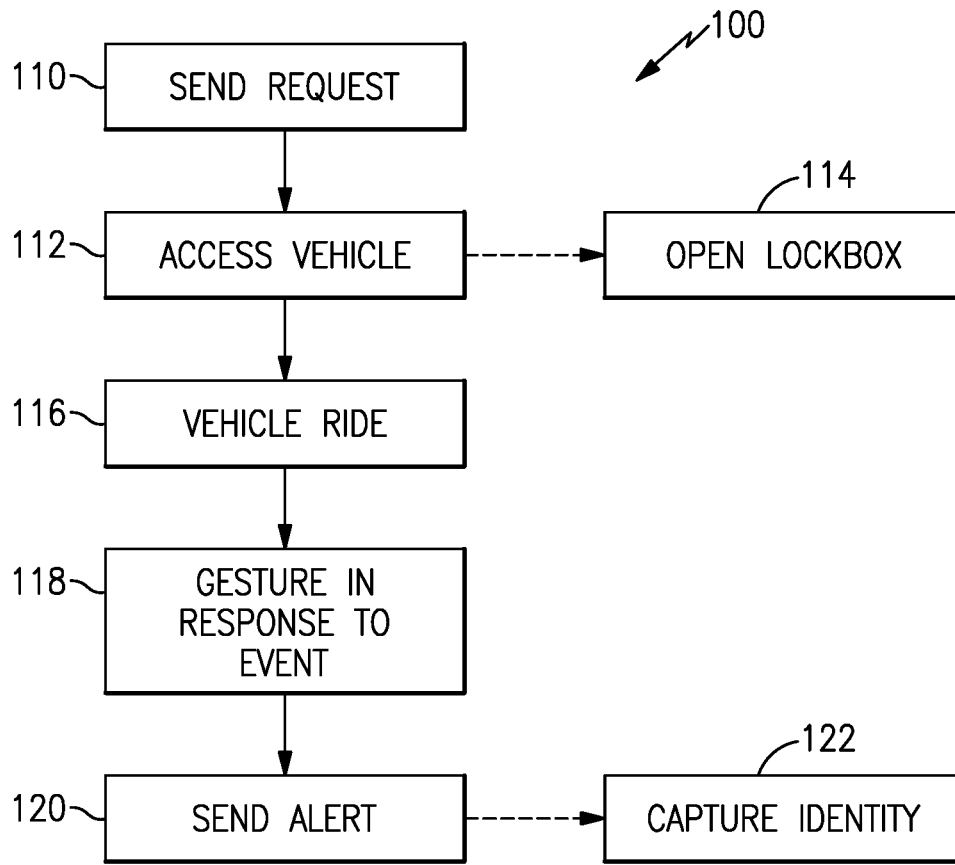 100
110
SEND REQUEST
114
112
ACCESS VEHICLE
OPEN LOCKBOX
116
VEHICLE RIDE
118
GESTURE IN
RESPONSE TO
EVENT
122
120
SEND ALERT
CAPTURE IDENTITY